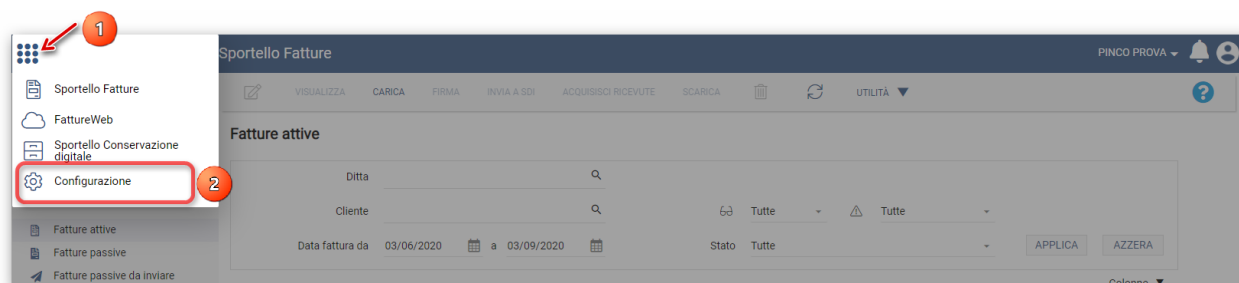 1
Sportello Fatture
PINCO PROVA
Sportello Fatture
VISUALIZZA CARICA FIRMA INVIA A SDI ACQUISISCI RICEVUTE SCARICA UTILITÀ ?
FattureWeb
Fatture attive
Sportello Conservazione
digitale
Ditta
Configurazione
2
Cliente
Tutte
Tutte
Fatture attive
Data fattura da 03/06/2020 a 03/09/2020 Stato Tutte APPLICA AZZERA
Fatture passive
Fatture passive da inviare
Colonne